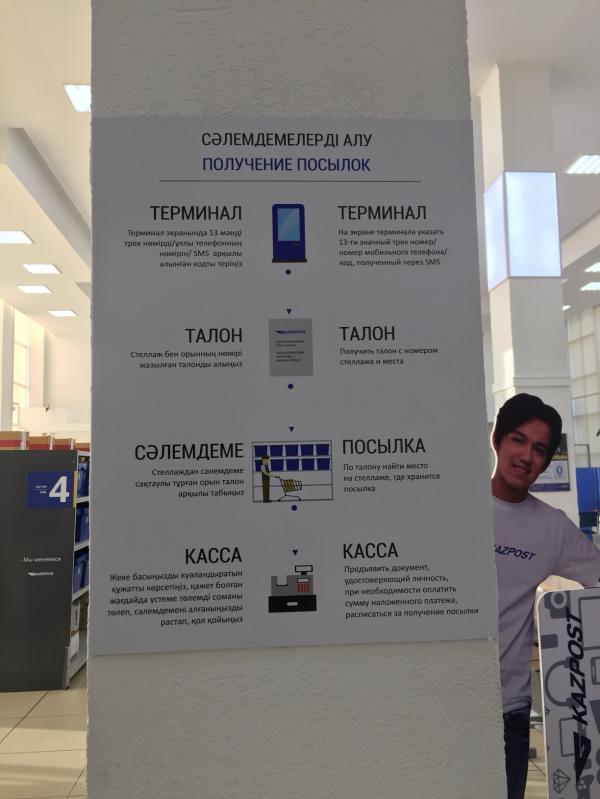 СӘЛЕМДЕМЕЛЕРДІ АЛУ
ПОЛУЧЕНИЕ ПОСЫЛОК
ТЕРМИНАЛ
Терминал экранында 13 мәнді
трек нөмірді/ұялы телефонның
нөмірін/ SMS арқылы
алынған кодты теріңіз
ТЕРМИНАЛ
На экране терминала указать
13-ти значный трек номер/
номер мобильного телефона/
код, полученный через SMS
ТАЛОН
Стеллаж бен орынның нөмірі
жазылған талонды алыңыз
KAZPOST
ТАЛОН
Получить талон с номером
стеллажа и места
СӘЛЕМДЕМЕ
Стеллаждан сәлемдеме
сақтаулы тұрған орын талон
арқылы табыңыз
ПОСЫЛКА
По талону найти место
на стеллаже, где хранится
посылка
КАССА
Жеке басыңызды куәландыратын
құжатты көрсетіңіз, қажет болған
жағдайда үстеме төлемді соманы
төлеп, сәлемдемені алғаныңызды
растап, қол қойыңыз
КАССА
Предъявить документ,
удостоверяющий личность,
при необходимости оплатить
сумму наложенного платежа,
расписаться за получение посылки
4
- Мы меняемся
KAZPOST
KAZPOST
KAZPOST